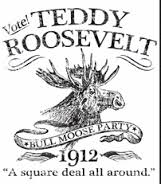 Vote!
TEDDY
ROOSEVELT
BULL MOOSE PARTY
1912
"A square deal all around."